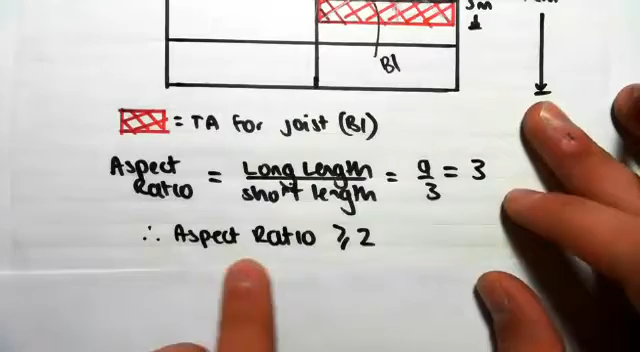 3m
B1
= TA for joist (B1)
Aspect Ratio = Long Length / short length = 9/3 = 3
∴ Aspect Ratio ≥ 2